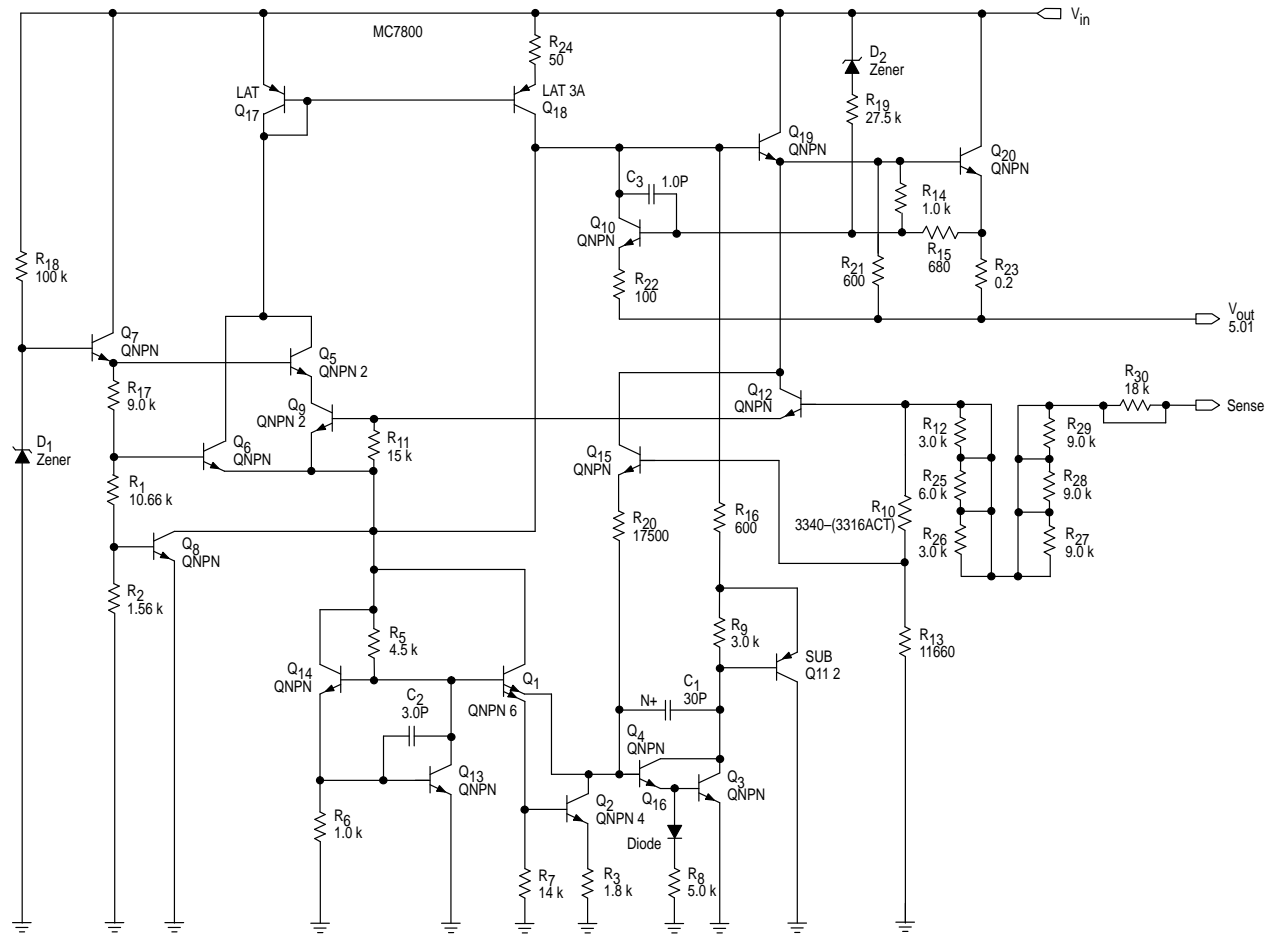 MC7800
Vin
R24
50
D2
Zener
LAT
Q17
LAT 3A
Q18
R19
27.5 k
Q19
QNPN
Q20
QNPN
C3
1.0P
R14
1.0 k
Q10
QNPN
R18
100 k
R21
600
R15
680
R22
100
R23
0.2
Vout
5.01
Q7
QNPN
Q5
QNPN 2
R17
9.0 k
Q9
QNPN 2
Q12
QNPN
R30
18 k
Sense
D1
Zener
Q6
QNPN
R11
15 k
Q15
QNPN
R12
3.0 k
R29
9.0 k
R1
10.66 k
R25
6.0 k
R28
9.0 k
R20
17500
R16
600
R10
3340–(3316ACT)
R26
3.0 k
R27
9.0 k
Q8
QNPN
R2
1.56 k
R5
4.5 k
R9
3.0 k
R13
11660
SUB
Q11 2
Q14
QNPN
Q1
QNPN 6
C2
3.0P
N+
C1
30P
Q4
QNPN
Q13
QNPN
Q3
QNPN
Q2
QNPN 4
Q16
R6
1.0 k
Diode
R7
14 k
R3
1.8 k
R8
5.0 k